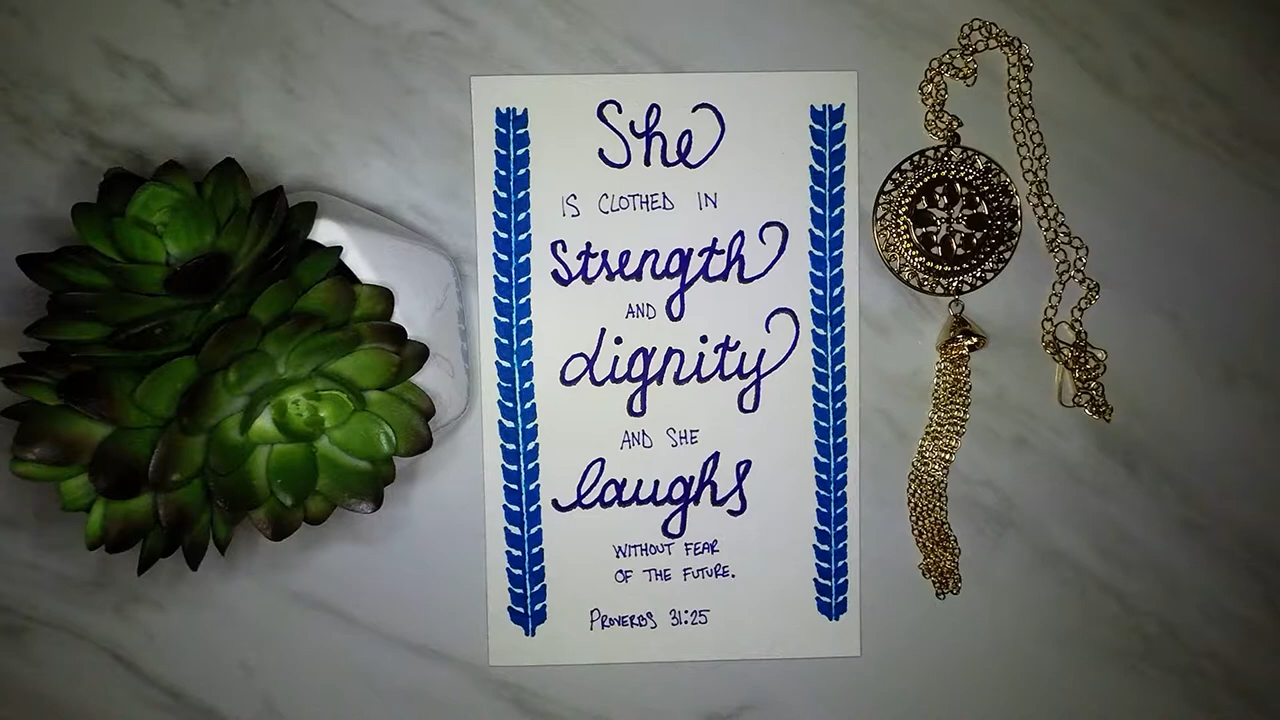 She
IS CLOTHED IN
strength
AND
dignity
AND SHE
laughs
WITHOUT FEAR
OF THE FUTURE.
PROVERBS 31:25